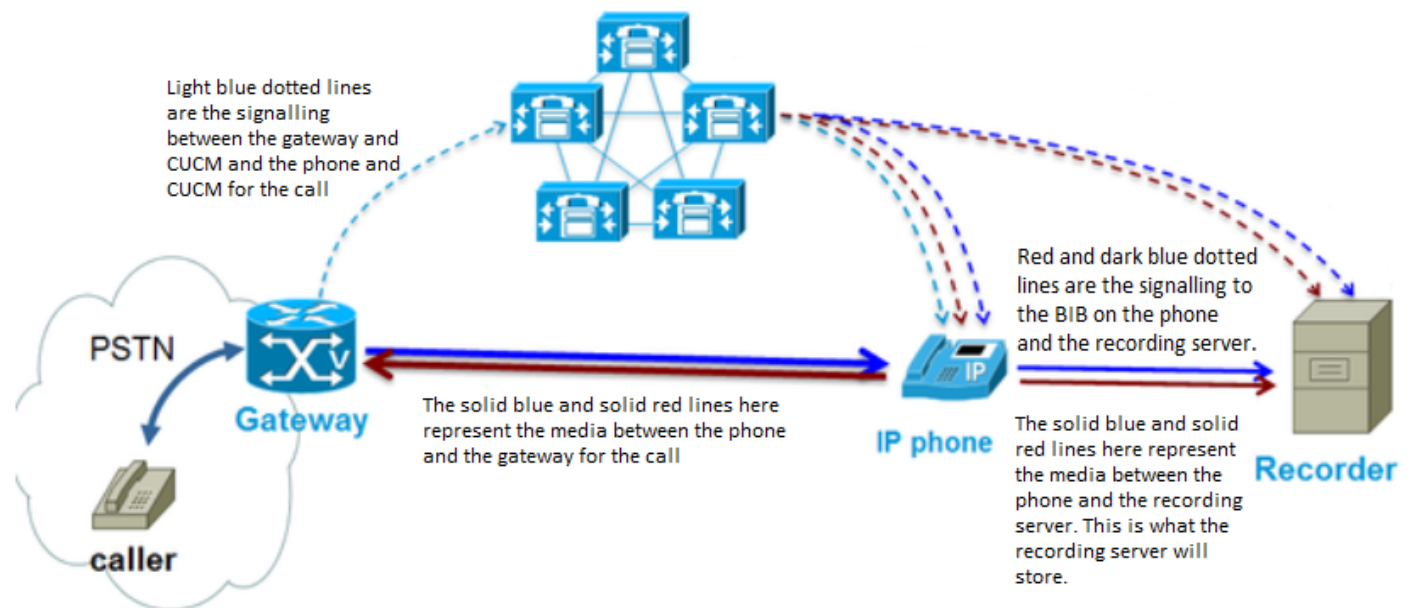 Light blue dotted lines
are the signalling
between the gateway and
CUCM and the phone and
CUCM for the call
PSTN
V
Gateway
caller
The solid blue and solid red lines here
represent the media between the phone
and the gateway for the call
IP
IP phone
Red and dark blue dotted
lines are the signalling to
the BIB on the phone
and the recording server.
The solid blue and solid
red lines here represent
the media between the
phone and the recording
server. This is what the
recording server will
store.
Recorder